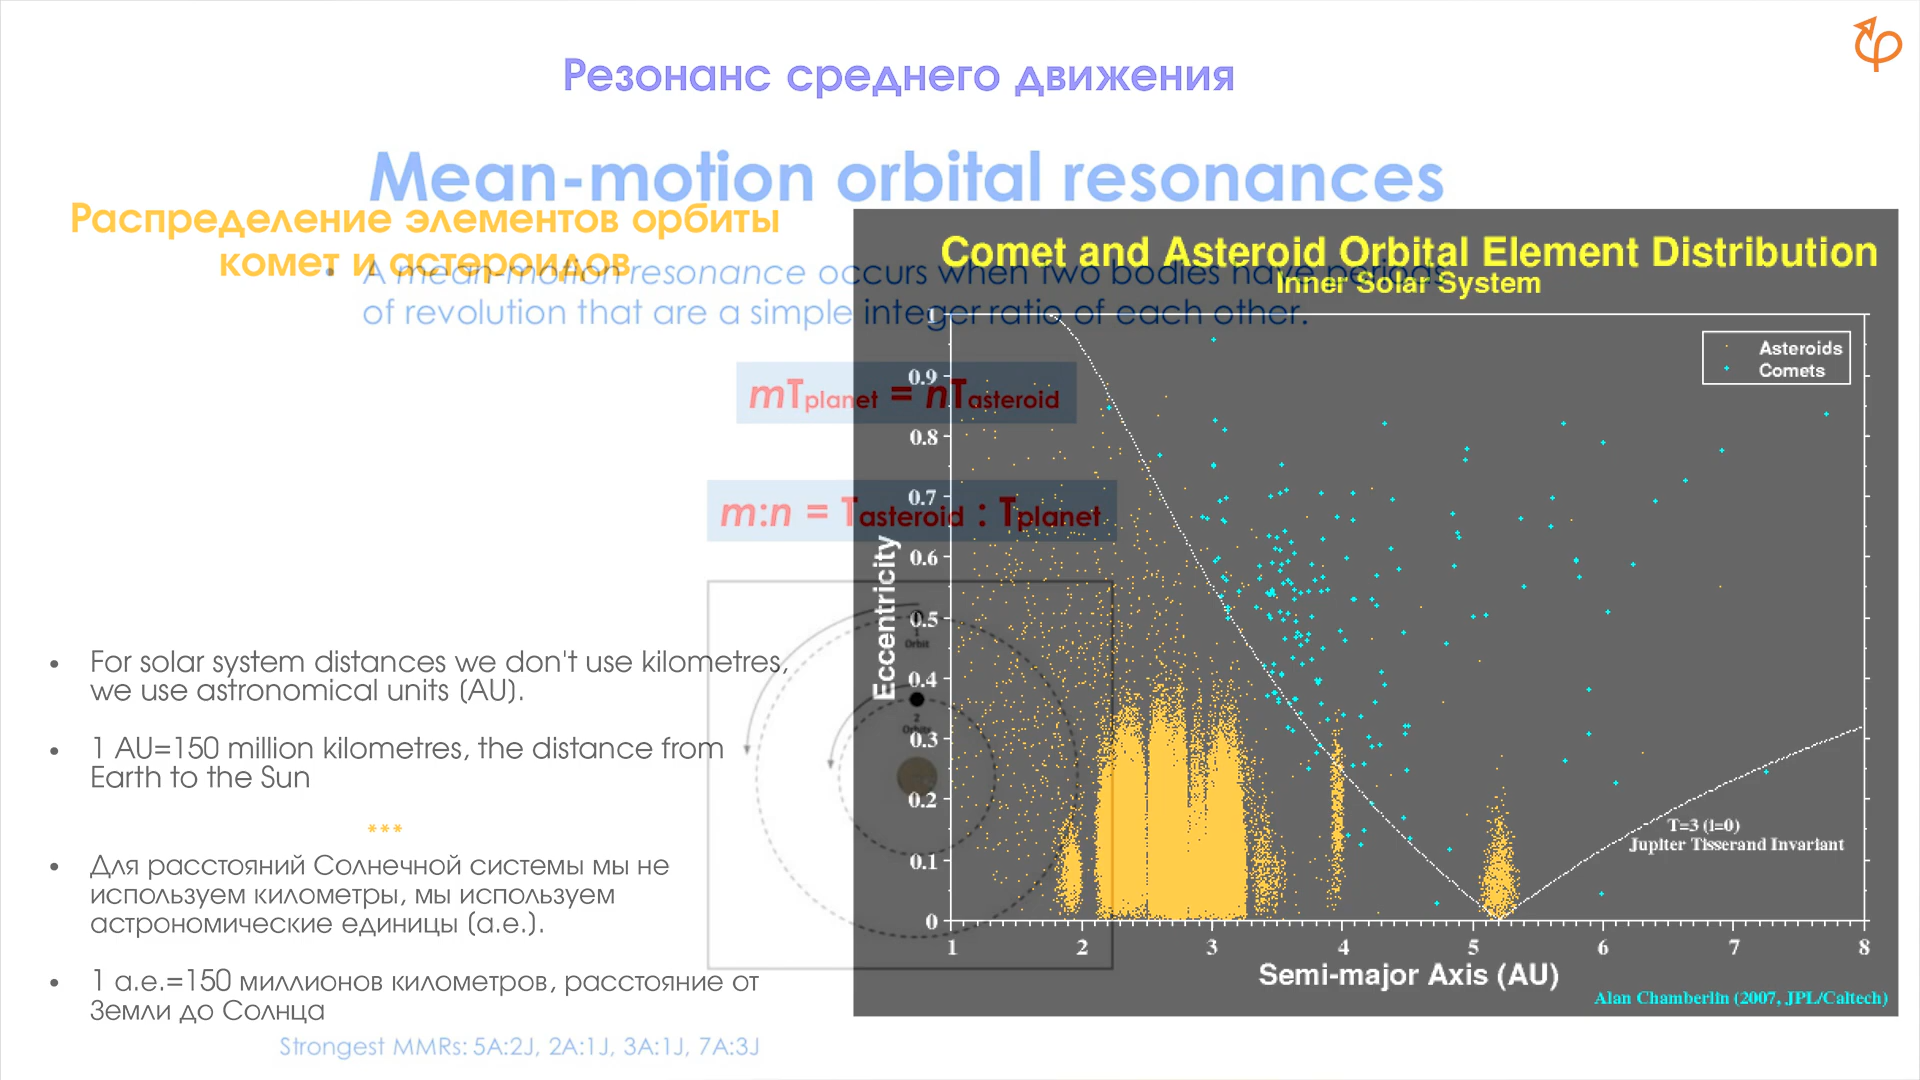 Резонанс среднего движения
Mean-motion orbital resonances
Распределение элементов орбиты
комет и астероидов
• A mean-motion resonance occurs when two bodies have periods
of revolution that are a simple integer ratio of each other.
mTplanet = nTasteroid
m:n = Tasteroid : Tplanet
1
Orbit
2
Orbits
• For solar system distances we don't use kilometres,
we use astronomical units (AU).
• 1 AU=150 million kilometres, the distance from
Earth to the Sun
***
• Для расстояний Солнечной системы мы не
используем километры, мы используем
астрономические единицы (а.е.).
• 1 а.е.=150 миллионов километров, расстояние от
Земли до Солнца
Strongest MMRs: 5A:2J, 2A:1J, 3A:1J, 7A:3J
Comet and Asteroid Orbital Element Distribution
Inner Solar System
Asteroids
Comets
Eccentricity
1
0.9
0.8
0.7
0.6
0.5
0.4
0.3
0.2
0.1
0
T=3 (i=0)
Jupiter Tisserand Invariant
1 2 3 4 5 6 7 8
Semi-major Axis (AU)
Alan Chamberlin (2007, JPL/Caltech)